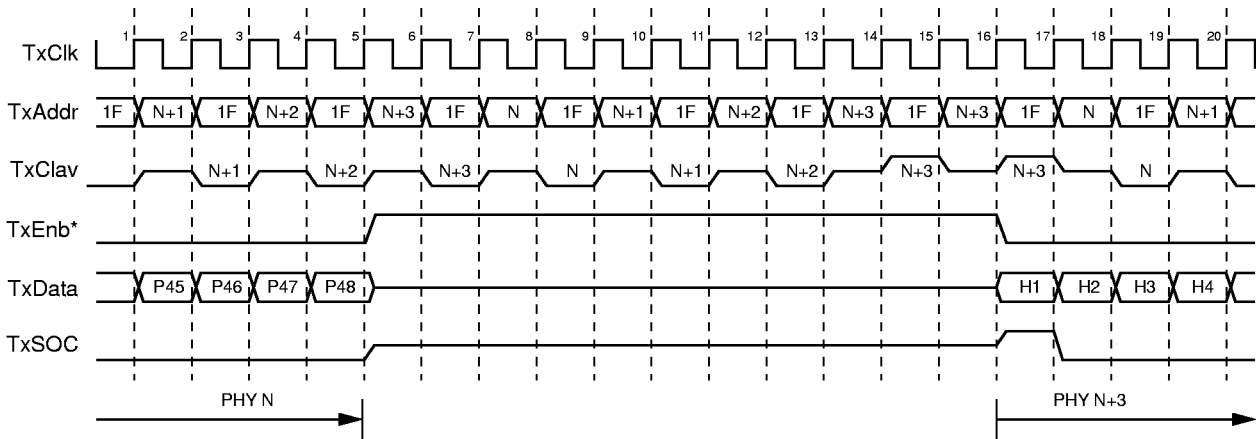 TxClk 1 2 3 4 5 6 7 8 9 10 11 12 13 14 15 16 17 18 19 20
TxAddr 1F N+1 1F N+2 1F N+3 1F N 1F N+1 1F N+2 1F N+3 1F N+3 1F N 1F N+1
TxClav N+1 N+2 N+3 N N+1 N+2 N+3 N+3 N
TxEnb*
TxData P45 P46 P47 P48 H1 H2 H3 H4
TxSOC
PHY N PHY N+3